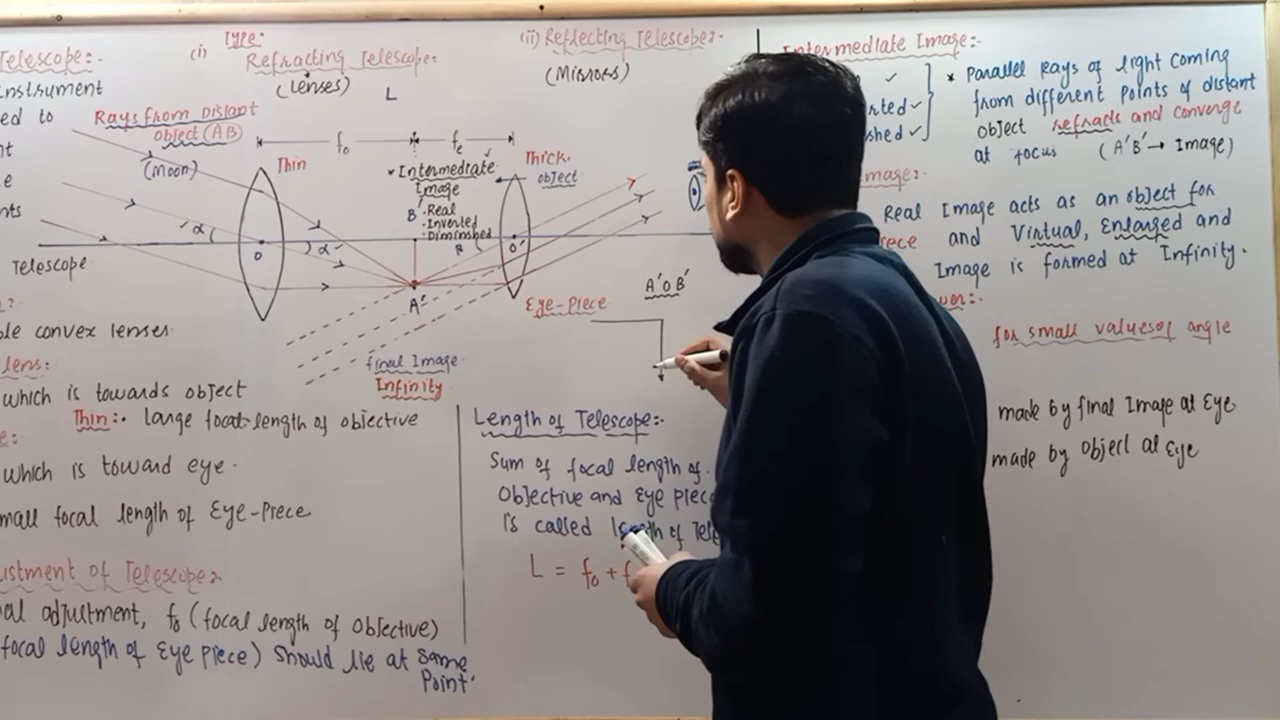 Telescope:-
instrument
ed to
nt
e
nts
Telescope
ble convex lenses
lens:
which is towards object
Thin:- large focal length of objective
e:
which is toward eye.
mall focal length of Eye-Piece
ustment of Telescope:
al adjustment, fo (focal length of objective)
focal length of Eye piece) should lie at same
Point.
Type:
(i) Refracting Telescope:
(lenses)
(ii) Reflecting Telescope:-
(Mirrors)
L
Rays from Distant
object (AB)
(Moon)
fo
fe
Thin
Thick.
object
* Intermediate
Image
B' . Real
. Inverted
. Diminished
α
α
β
O
O'
A'
Eye-Piece
final Image
Infinity
A'OB'
Length of Telescope:-
Sum of focal length of
objective and Eye piece
is called length of Tele
L = fo + f
Intermediate Image:-
✓
rted ✓
shed ✓
* Parallel Rays of light coming
from different points of distant
object refracts and converge
at focus (A'B' → Image)
mage:
Real Image acts as an object for
iece and Virtual, Enlarged and
Image is formed at Infinity.
wer:-
for small values of angle
made by final Image at Eye
made by object at Eye